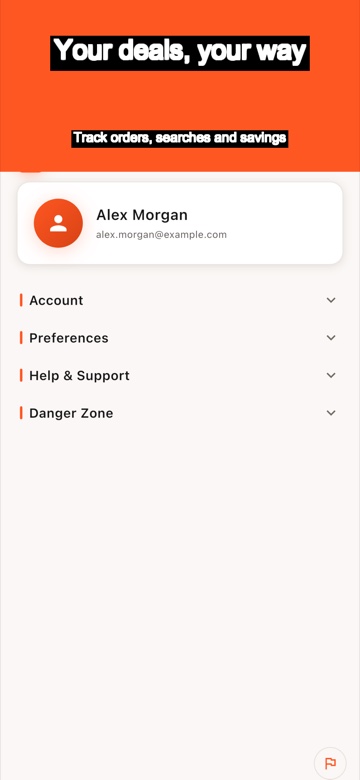 Your deals, your way
Track orders, searches and savings
Alex Morgan
alex.morgan@example.com
Account
Preferences
Help & Support
Danger Zone